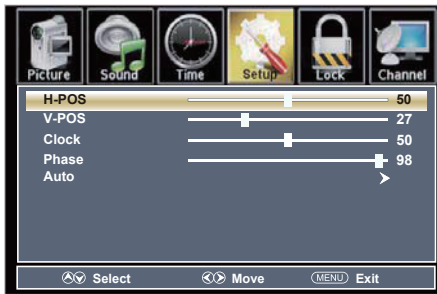 Picture Sound Time Setup Lock Channel
H-POS 50
V-POS 27
Clock 50
Phase 98
Auto
Select Move MENU Exit